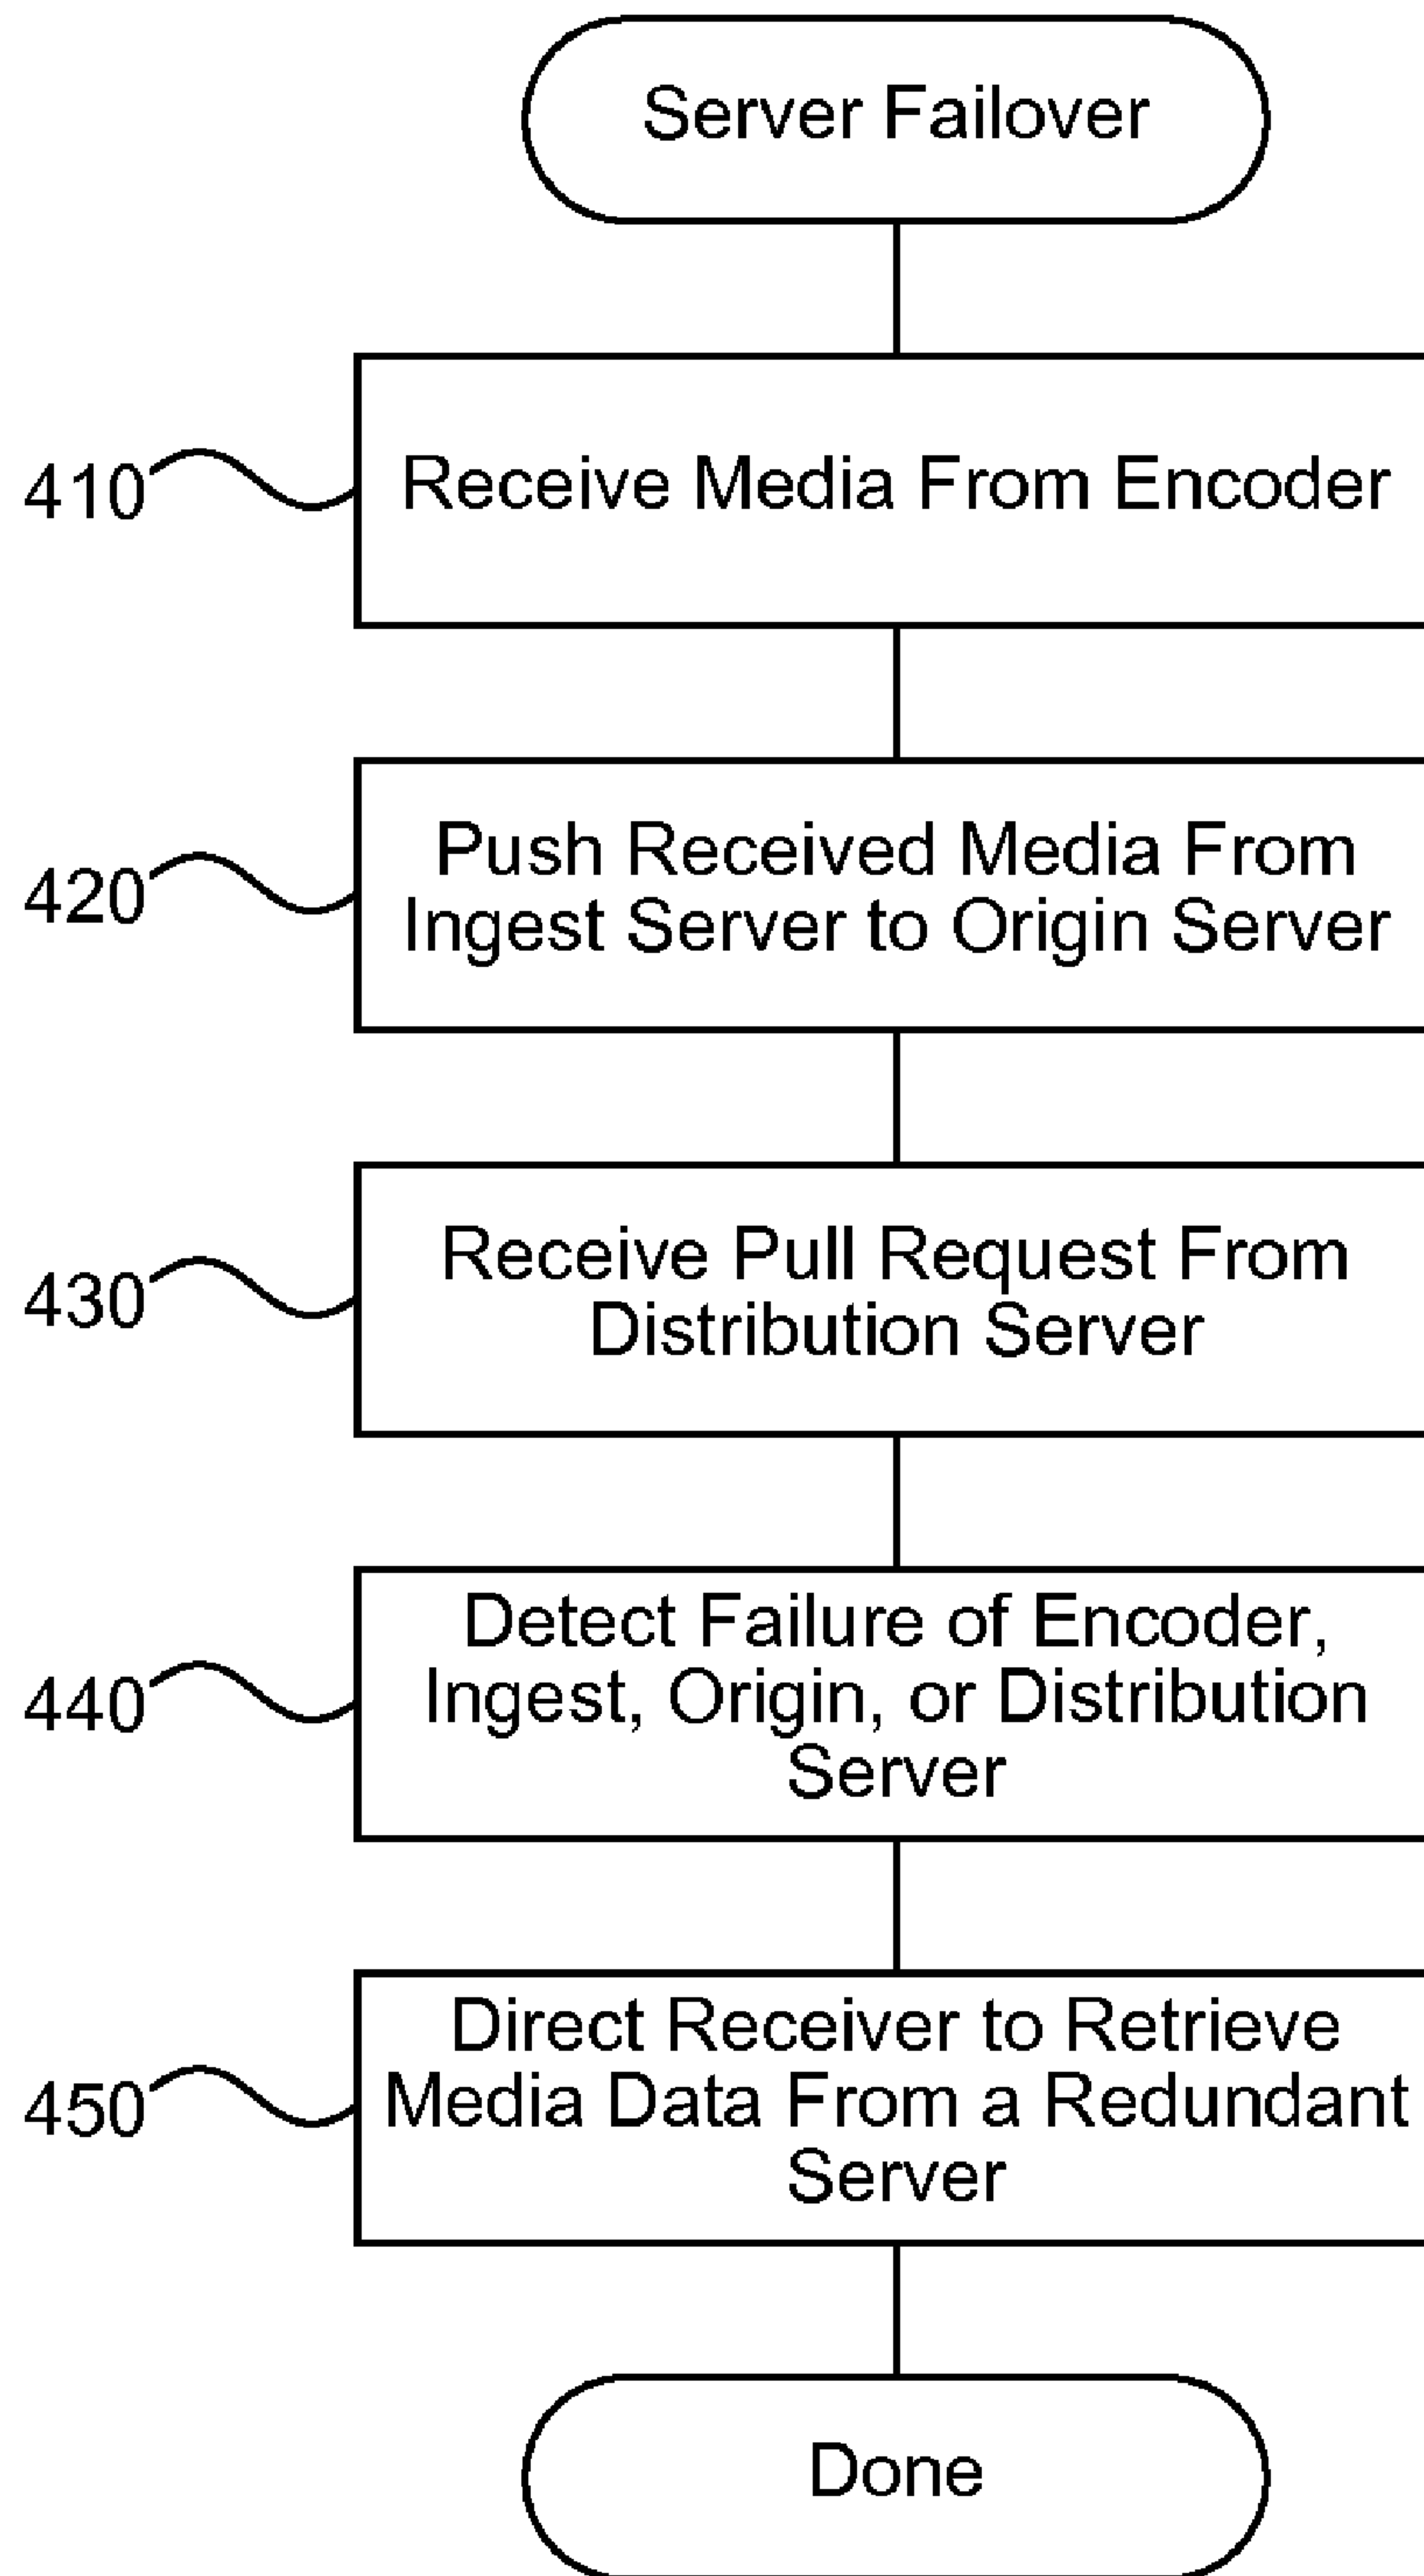 Server Failover
410
Receive Media From Encoder
420
Push Received Media From
Ingest Server to Origin Server
430
Receive Pull Request From
Distribution Server
440
Detect Failure of Encoder,
Ingest, Origin, or Distribution
Server
450
Direct Receiver to Retrieve
Media Data From a Redundant
Server
Done